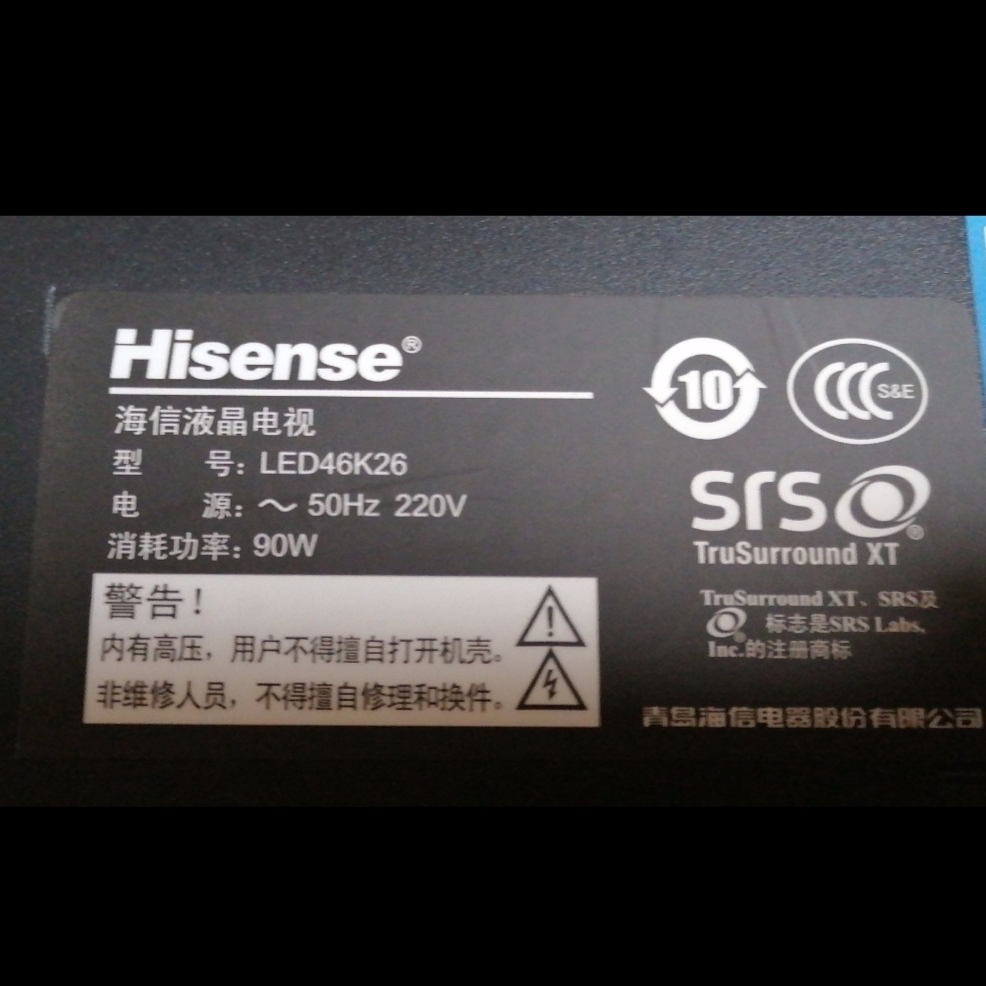 Hisense®
海信液晶电视
型 号: LED46K26
电 源: ～ 50Hz 220V
消耗功率: 90W
警告!
内有高压，用户不得擅自打开机壳。
非维修人员，不得擅自修理和换件。
10
CCC S&E
SRS®
TruSurround XT
TruSurround XT、SRS及
® 标志是SRS Labs,
Inc.的注册商标
青岛海信电器股份有限公司